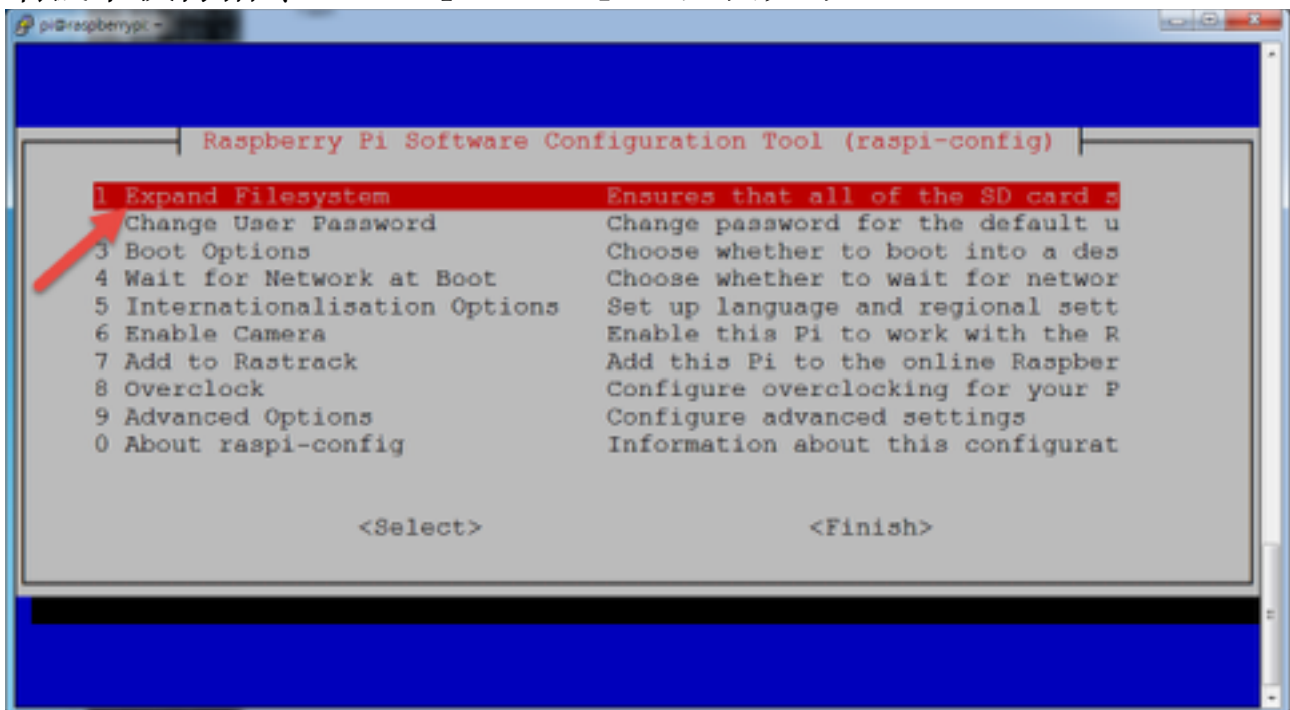 pi@raspberrypi: ~
Raspberry Pi Software Configuration Tool (raspi-config)
1 Expand Filesystem Ensures that all of the SD card s
Change User Password Change password for the default u
3 Boot Options Choose whether to boot into a des
4 Wait for Network at Boot Choose whether to wait for networ
5 Internationalisation Options Set up language and regional sett
6 Enable Camera Enable this Pi to work with the R
7 Add to Rastrack Add this Pi to the online Raspber
8 Overclock Configure overclocking for your P
9 Advanced Options Configure advanced settings
0 About raspi-config Information about this configurat
<Select> <Finish>